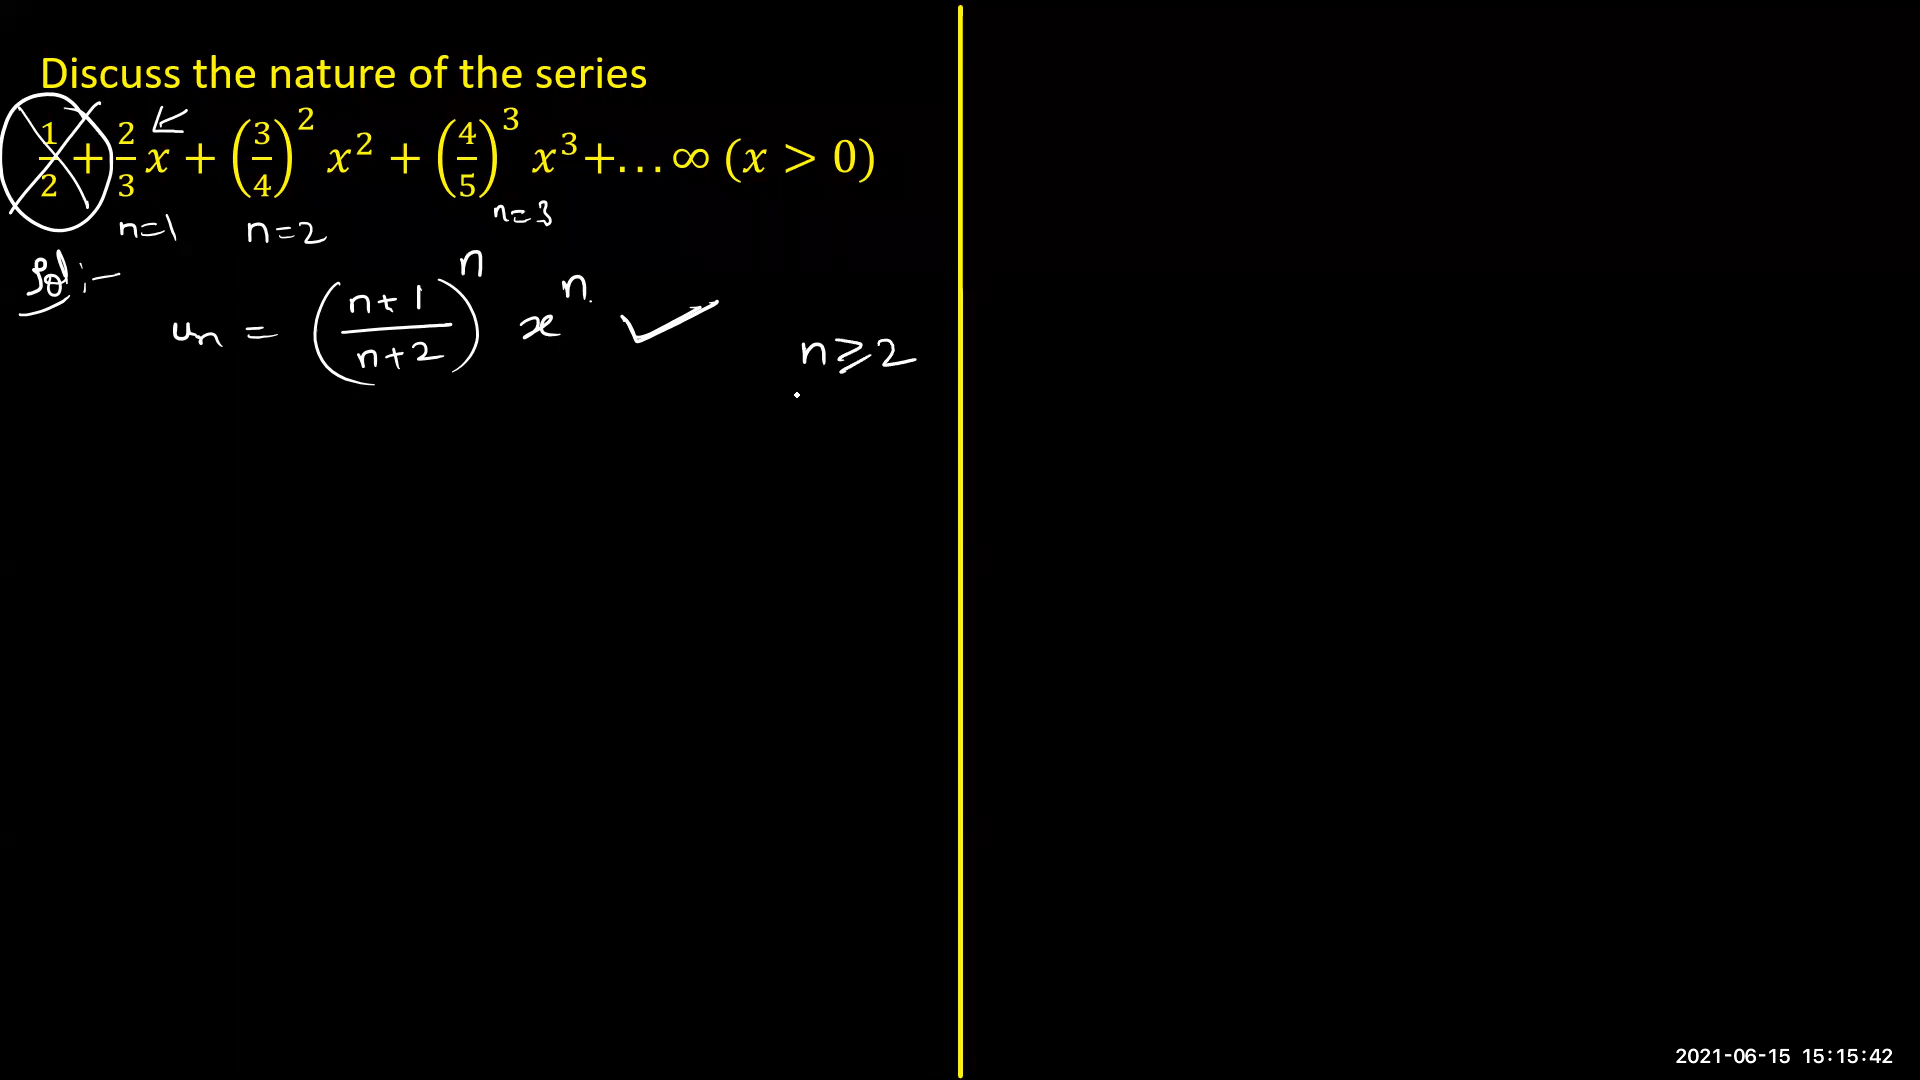 Discuss the nature of the series
1/2 + 2/3 x + (3/4)^2 x^2 + (4/5)^3 x^3 +... ∞ (x > 0)
n=1 n=2 n=3
Sol :-
un = ((n+1)/(n+2))^n x^n
n ⩾ 2
2021-06-15 15:15:42